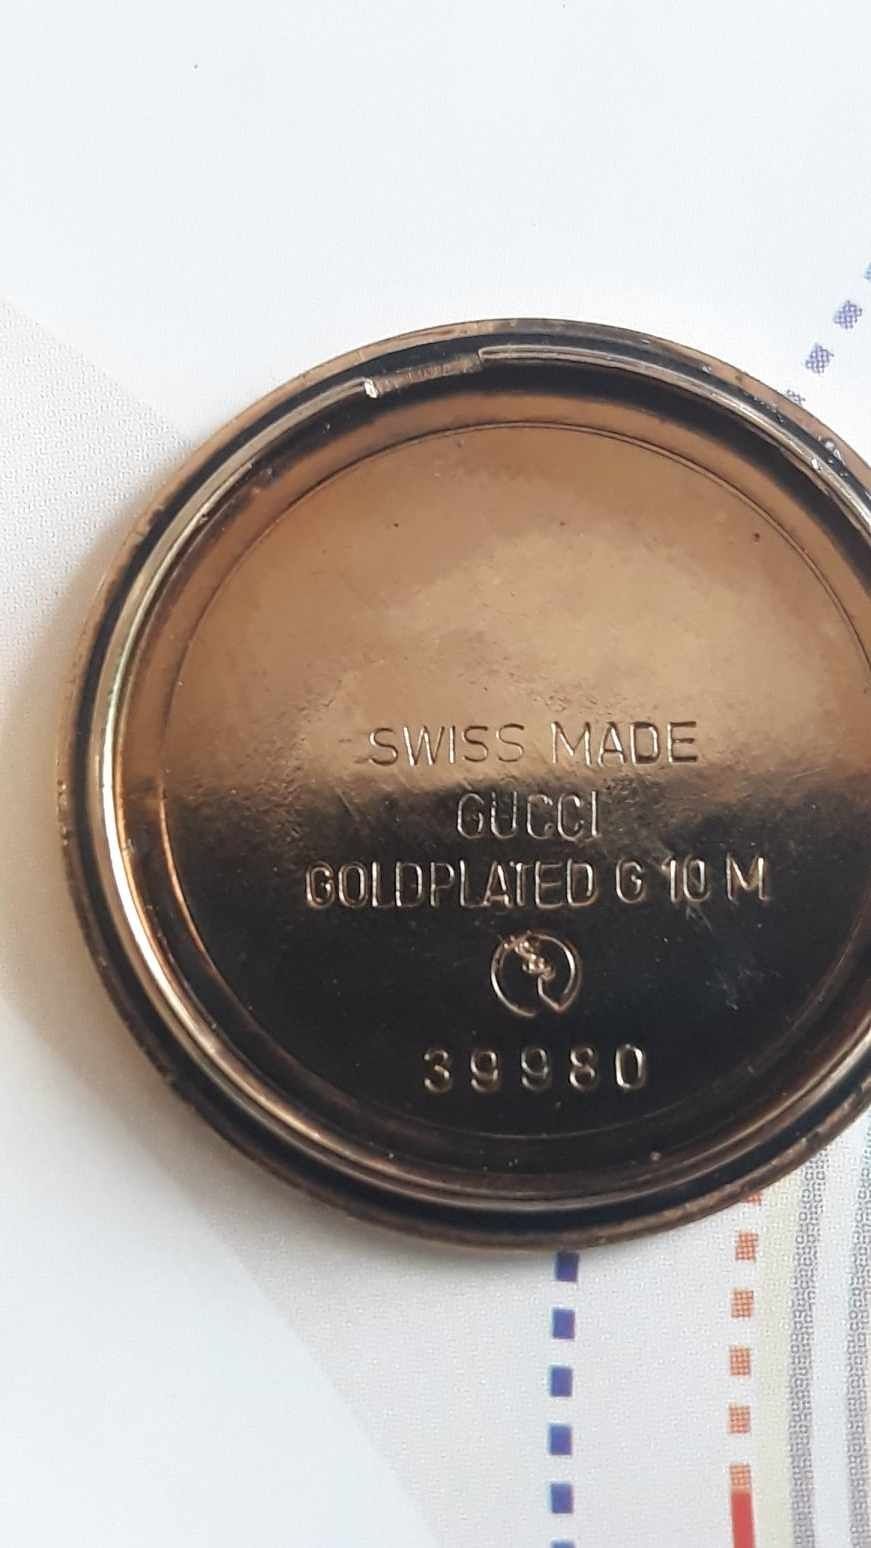 SWISS MADE
GUCCI
GOLDPLATED G 10 M
39980